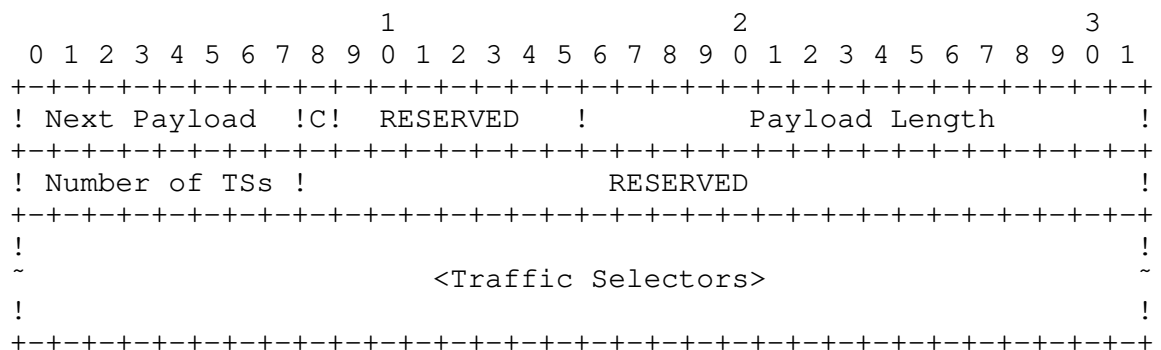 1                   2                   3
 0 1 2 3 4 5 6 7 8 9 0 1 2 3 4 5 6 7 8 9 0 1 2 3 4 5 6 7 8 9 0 1
+-+-+-+-+-+-+-+-+-+-+-+-+-+-+-+-+-+-+-+-+-+-+-+-+-+-+-+-+-+-+-+-+
! Next Payload  !C!  RESERVED   !         Payload Length        !
+-+-+-+-+-+-+-+-+-+-+-+-+-+-+-+-+-+-+-+-+-+-+-+-+-+-+-+-+-+-+-+-+
! Number of TSs !                 RESERVED                      !
+-+-+-+-+-+-+-+-+-+-+-+-+-+-+-+-+-+-+-+-+-+-+-+-+-+-+-+-+-+-+-+-+
!                                                               !
~                       <Traffic Selectors>                     ~
!                                                               !
+-+-+-+-+-+-+-+-+-+-+-+-+-+-+-+-+-+-+-+-+-+-+-+-+-+-+-+-+-+-+-+-+